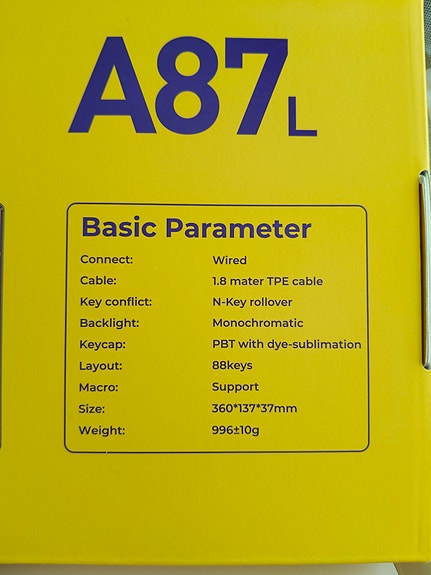 A87L
Basic Parameter
Connect: Wired
Cable: 1.8 mater TPE cable
Key conflict: N-Key rollover
Backlight: Monochromatic
Keycap: PBT with dye-sublimation
Layout: 88keys
Macro: Support
Size: 360*137*37mm
Weight: 996±10g